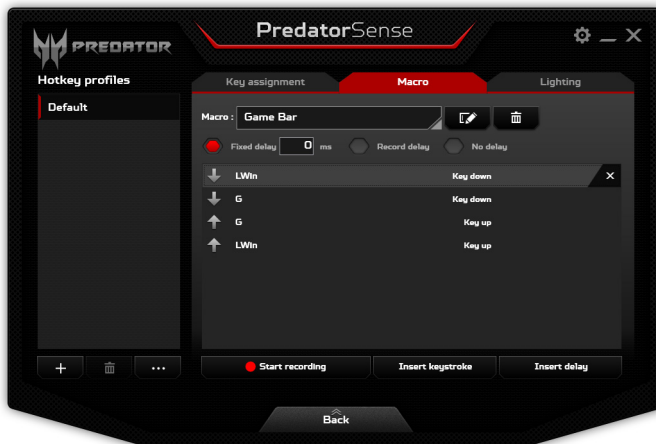 PREDATOR
PredatorSense
Hotkey profiles
Default
Key assignment
Macro
Lighting
Macro : Game Bar
Fixed delay 0 ms Record delay No delay
LWin Key down
G Key down
G Key up
LWin Key up
Start recording
Insert keystroke
Insert delay
Back